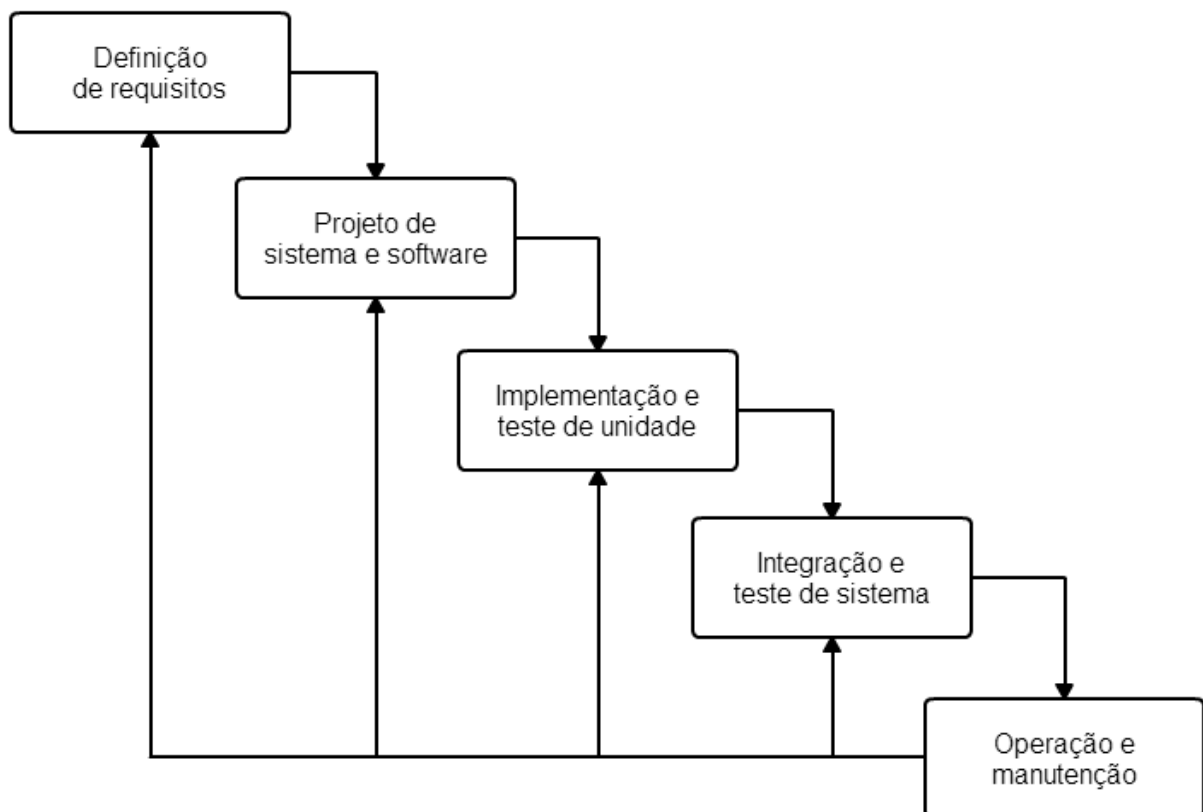 Definição
de requisitos
Projeto de
sistema e software
Implementação e
teste de unidade
Integração e
teste de sistema
Operação e
manutenção